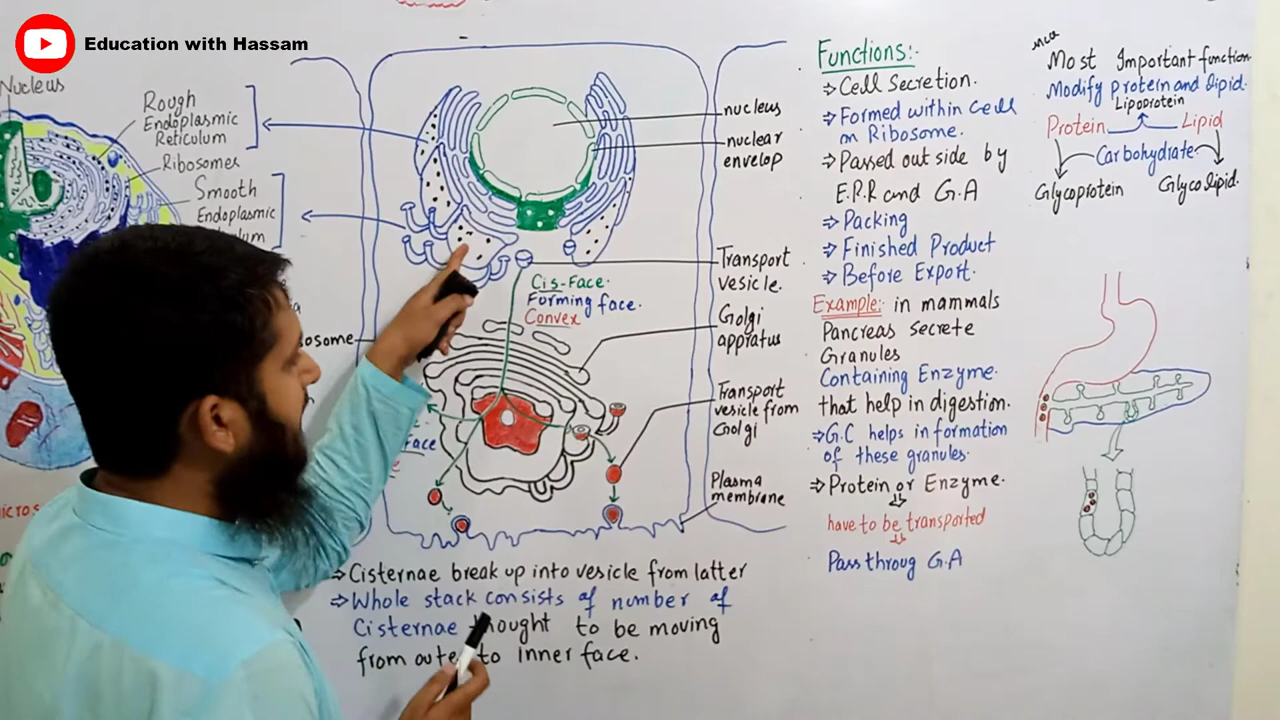 Education with Hassam
Nucleus
Rough
Endoplasmic
Reticulum
Ribosomes
Smooth
Endoplasmic
nucleus
nuclear
envelop
Transport
vesicle.
Cis-Face.
Forming face.
Convex
Golgi
appratus
Transport
vesicle from
Golgi
Face
Plasma
membrane
⇒Cisternae break up into vesicle from latter
⇒Whole stack consists of number of
Cisternae thought to be moving
from oute to inner face.
Functions:-
⇒Cell Secretion.
⇒Formed within Cell
on Ribosome.
⇒Passed out side by
E.P.R and G.A
⇒Packing
⇒Finished Product
⇒Before Export.
Example:- in mammals
Pancreas secrete
Granules
Containing Enzyme.
that help in digestion.
⇒G.C helps in formation
of these granules.
⇒Protein or Enzyme.
have to be transported
Pass throug G.A
Most Important function
Modify protein and lipid.
Lipoprotein
Protein Lipid
Carbohydrate
Glycoprotein Glycolipid.